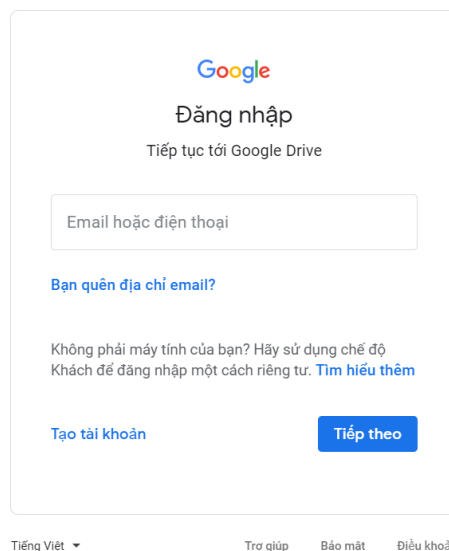 Google
Đăng nhập
Tiếp tục tới Google Drive
Email hoặc điện thoại
Bạn quên địa chỉ email?
Không phải máy tính của bạn? Hãy sử dụng chế độ
Khách để đăng nhập một cách riêng tư. Tìm hiểu thêm
Tạo tài khoản
Tiếp theo
Tiếng Việt
Trợ giúp
Bảo mật
Điều